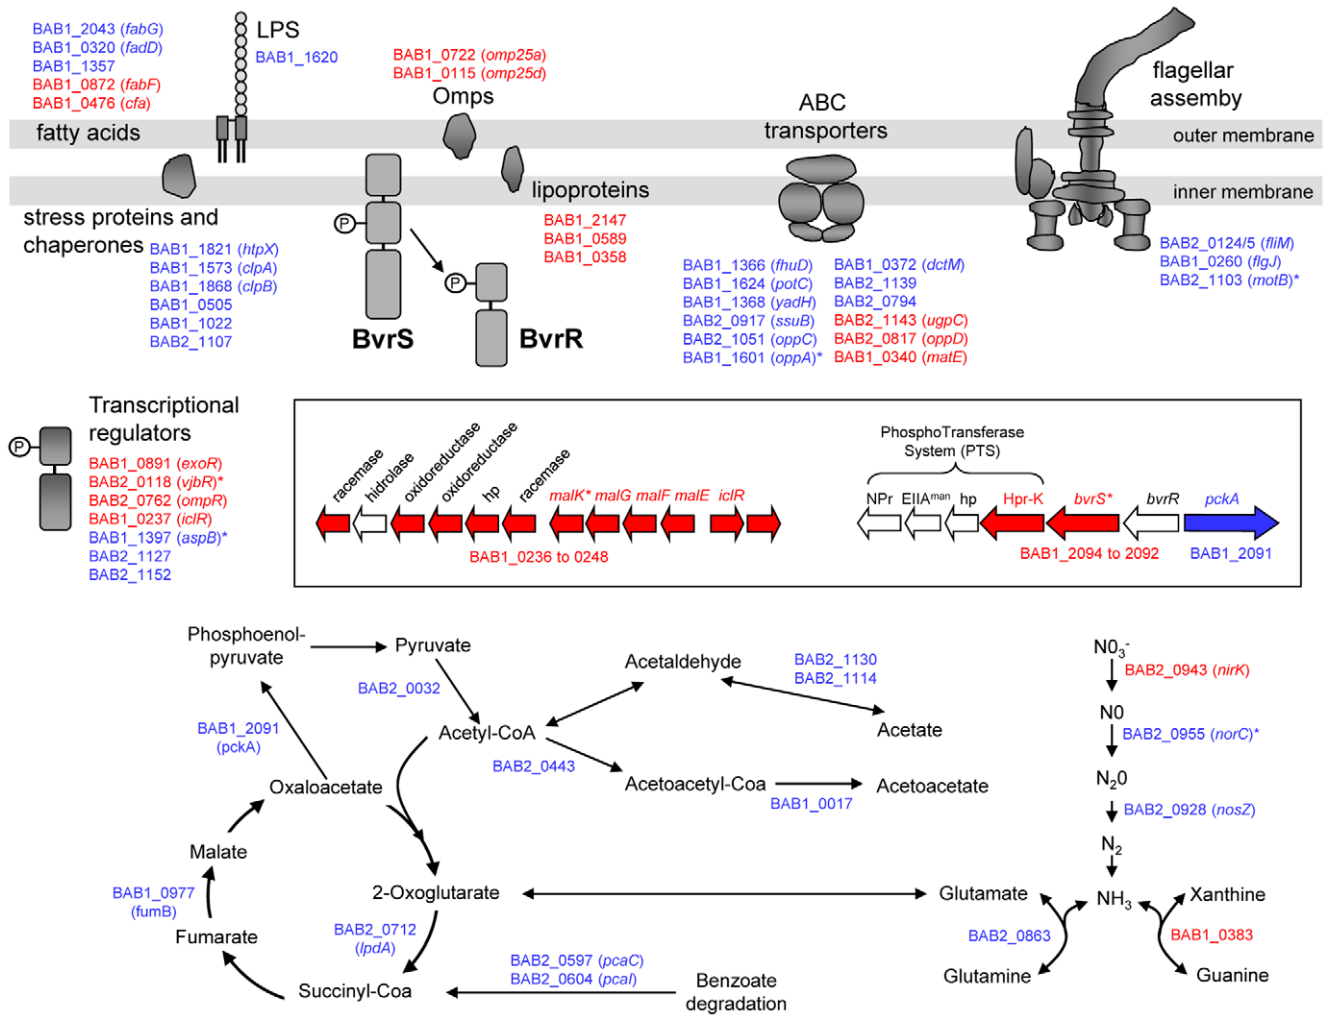 BAB1_2043 (fabG)
BAB1_0320 (fadD)
BAB1_1357
BAB1_0872 (fabF)
BAB1_0476 (cfa)
fatty acids
LPS
BAB1_1620
BAB1_0722 (omp25a)
BAB1_0115 (omp25d)
Omps
ABC
transporters
flagellar
assemby
outer membrane
inner membrane
stress proteins and
chaperones
BAB1_1821 (htpX)
BAB1_1573 (clpA)
BAB1_1868 (clpB)
BAB1_0505
BAB1_1022
BAB2_1107
P
BvrS
P
BvrR
lipoproteins
BAB1_2147
BAB1_0589
BAB1_0358
BAB1_1366 (fhuD)
BAB1_1624 (potC)
BAB1_1368 (yadH)
BAB2_0917 (ssuB)
BAB2_1051 (oppC)
BAB1_1601 (oppA)*
BAB1_0372 (dctM)
BAB2_1139
BAB2_0794
BAB2_1143 (ugpC)
BAB2_0817 (oppD)
BAB1_0340 (matE)
BAB2_0124/5 (fliM)
BAB1_0260 (flgJ)
BAB2_1103 (motB)*
P
Transcriptional
regulators
BAB1_0891 (exoR)
BAB2_0118 (vjbR)*
BAB2_0762 (ompR)
BAB1_0237 (iclR)
BAB1_1397 (aspB)*
BAB2_1127
BAB2_1152
racemase
hidrolase
oxidoreductase
oxidoreductase
hp
racemase
malK* malG malF malE iclR
BAB1_0236 to 0248
PhosphoTransferase
System (PTS)
NPr EIIAman hp Hpr-K bvrS* bvrR pckA
BAB1_2094 to 2092
BAB1_2091
Phosphoenol-
pyruvate
Pyruvate
BAB2_0032
Acetyl-CoA
BAB1_2091
(pckA)
Oxaloacetate
Malate
BAB1_0977
(fumB)
Fumarate
Succinyl-Coa
2-Oxoglutarate
BAB2_0712
(lpdA)
BAB2_0597 (pcaC)
BAB2_0604 (pcaI)
Benzoate
degradation
Acetaldehyde
BAB2_1130
BAB2_1114
Acetate
BAB2_0443
Acetoacetyl-Coa
BAB1_0017
Acetoacetate
N03-
BAB2_0943 (nirK)
N0
BAB2_0955 (norC)*
N20
BAB2_0928 (nosZ)
N2
NH3
Glutamate
BAB2_0863
Glutamine
Xanthine
BAB1_0383
Guanine